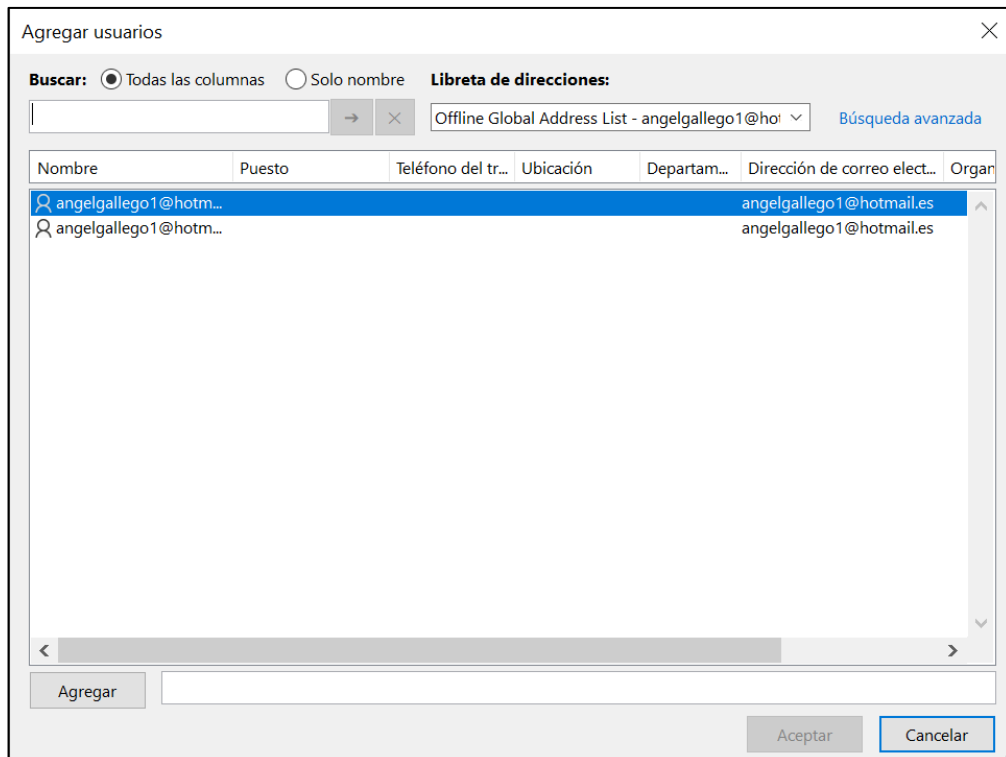 Agregar usuarios
Buscar: Todas las columnas Solo nombre Libreta de direcciones:
Offline Global Address List - angelgallego1@hot Búsqueda avanzada
Nombre Puesto Teléfono del tr... Ubicación Departam... Dirección de correo elect... Organ
angelgallego1@hotm... angelgallego1@hotmail.es
angelgallego1@hotm... angelgallego1@hotmail.es
Agregar
Aceptar Cancelar